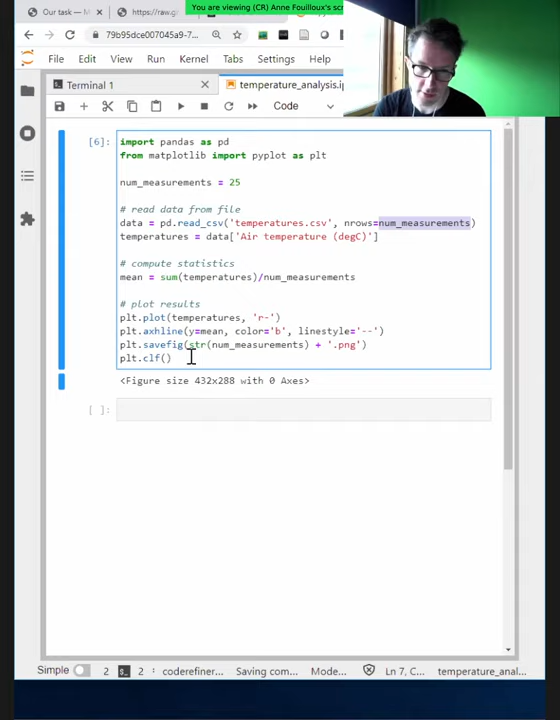 You are viewing (CR) Anne Fouilloux's scr
Our task — M
https://raw.gi
79b95dce007045a9-7...
File Edit View Run Kernel Tabs Settings
Terminal 1
temperature_analysis.ip
Code
[6]:
import pandas as pd
from matplotlib import pyplot as plt
num_measurements = 25
# read data from file
data = pd.read_csv('temperatures.csv', nrows=num_measurements)
temperatures = data['Air temperature (degC)']
# compute statistics
mean = sum(temperatures)/num_measurements
# plot results
plt.plot(temperatures, 'r-')
plt.axhline(y=mean, color='b', linestyle='--')
plt.savefig(str(num_measurements) + '.png')
plt.clf()
<Figure size 432x288 with 0 Axes>
[ ]:
Simple 2 2 coderefiner... Saving com... Mode... Ln 7, C... temperature_anal...